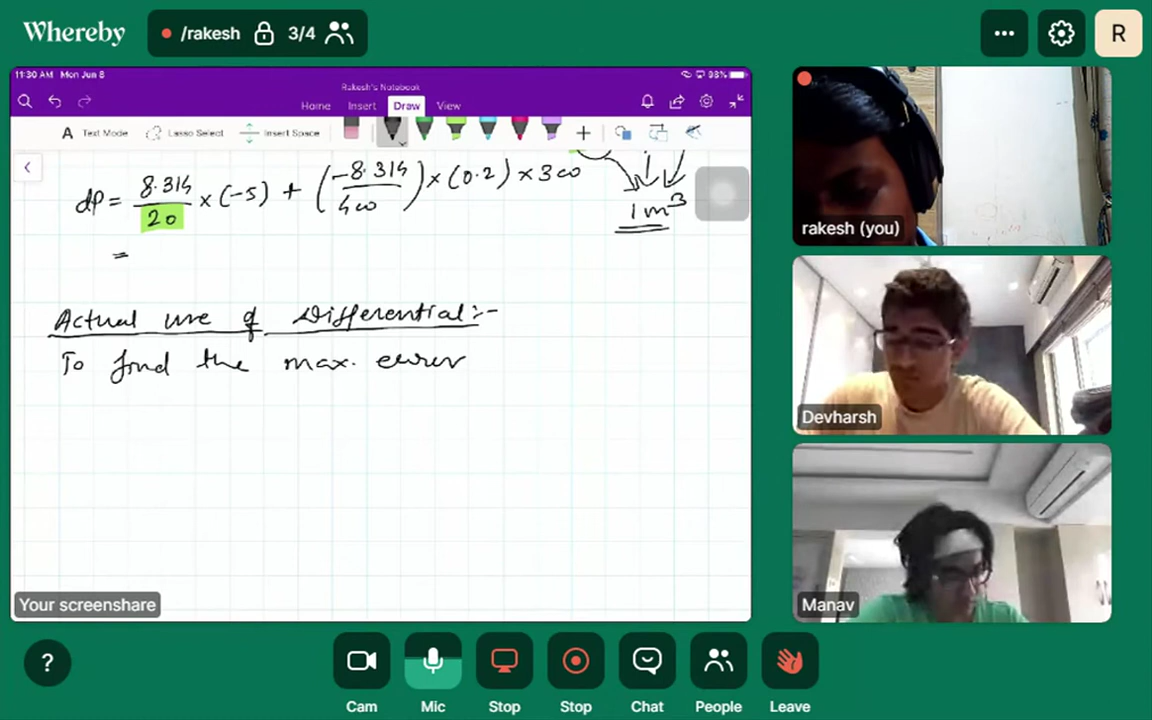 Whereby
/rakesh 3/4
R
11:30 AM Mon Jun 8
98%
Rakesh's Notebook
Home Insert Draw View
A Text Mode Lasso Select Insert Space
dP = 8.314/20 × (-5) + (-8.314/400) × (0.2) × 300
1m³
=
Actual use of Differential:-
To find the max. error
Your screenshare
rakesh (you)
Devharsh
Manav
?
Cam Mic Stop Stop Chat People Leave